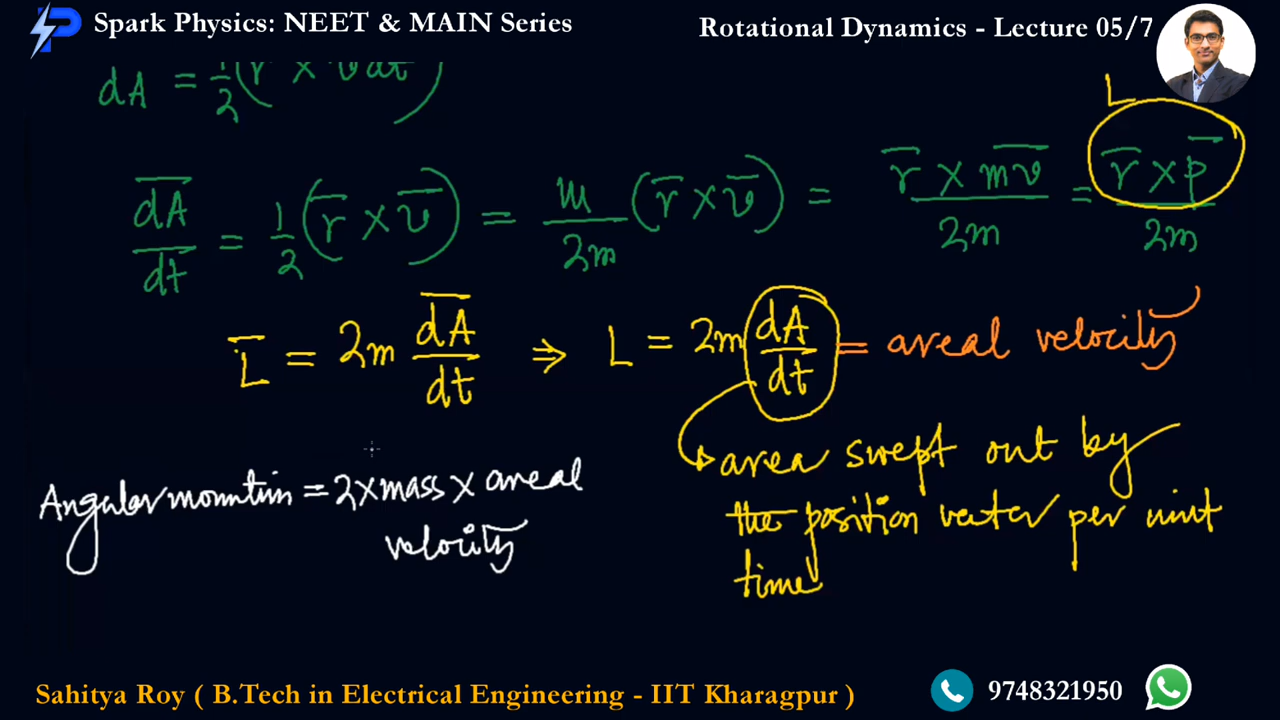 Spark Physics: NEET & MAIN Series
Rotational Dynamics - Lecture 05/7
dA = 1/2 (r × v dt)
L
dA/dt = 1/2 (r̅ × v̅) = m/2m (r̅ × v̅) = r̅ × mv̅/2m = r̅ × p̅/2m
L̅ = 2m dA/dt ⇒ L = 2m dA/dt = areal velocity
area swept out by
the position vector per unit
time
Angular momntum = 2×mass× areal
velocity
Sahitya Roy ( B.Tech in Electrical Engineering - IIT Kharagpur )
9748321950